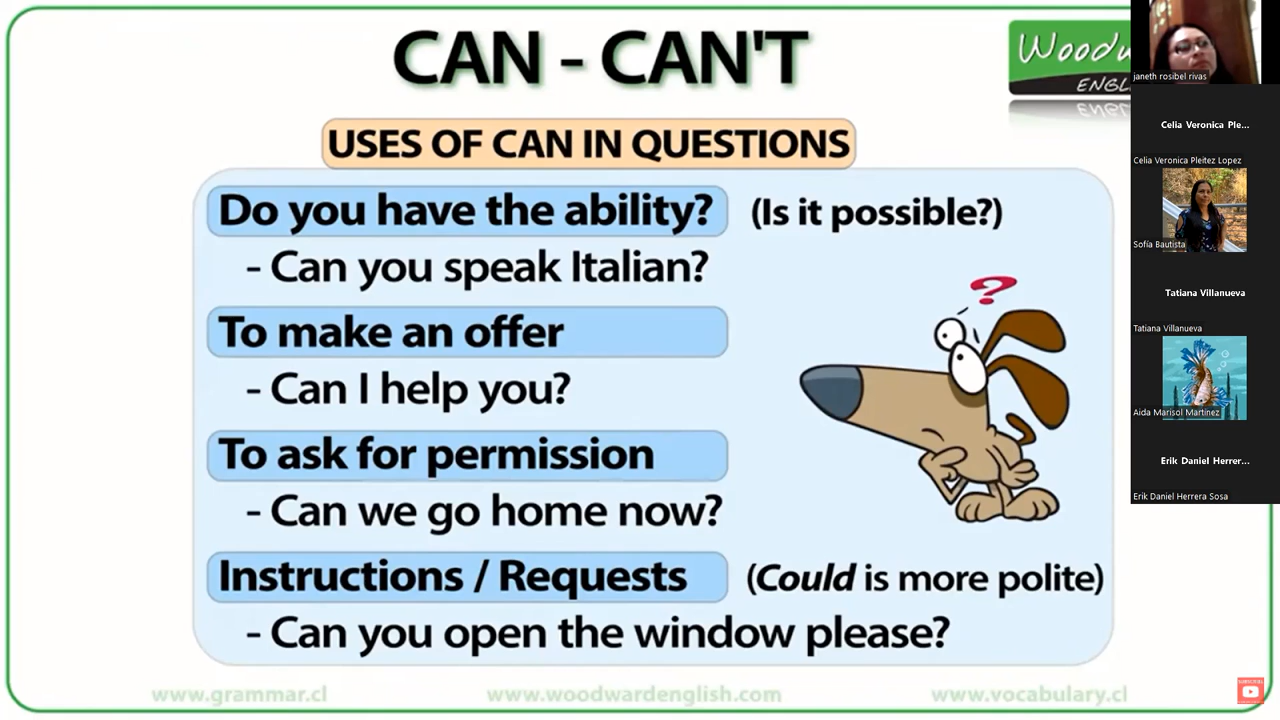 CAN - CAN'T
Woodw
ENGL
USES OF CAN IN QUESTIONS
Do you have the ability? (Is it possible?)
- Can you speak Italian?
To make an offer
- Can I help you?
To ask for permission
- Can we go home now?
Instructions / Requests (Could is more polite)
- Can you open the window please?
www.grammar.cl www.woodwardenglish.com www.vocabulary.cl
janeth rosibel rivas
Celia Veronica Ple...
Celia Veronica Pleitez Lopez
Sofía Bautista
Tatiana Villanueva
Tatiana Villanueva
Aida Marisol Martinez
Erik Daniel Herrer...
Erik Daniel Herrera Sosa